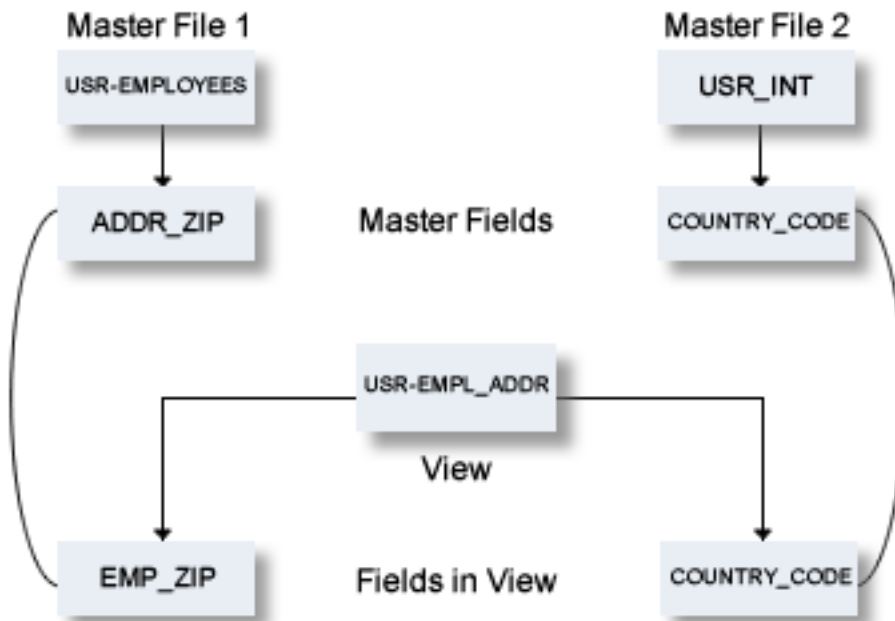 Master File 1
Master File 2
USR-EMPLOYEES
USR_INT
ADDR_ZIP
Master Fields
COUNTRY_CODE
USR-EMPL_ADDR
View
EMP_ZIP
Fields in View
COUNTRY_CODE